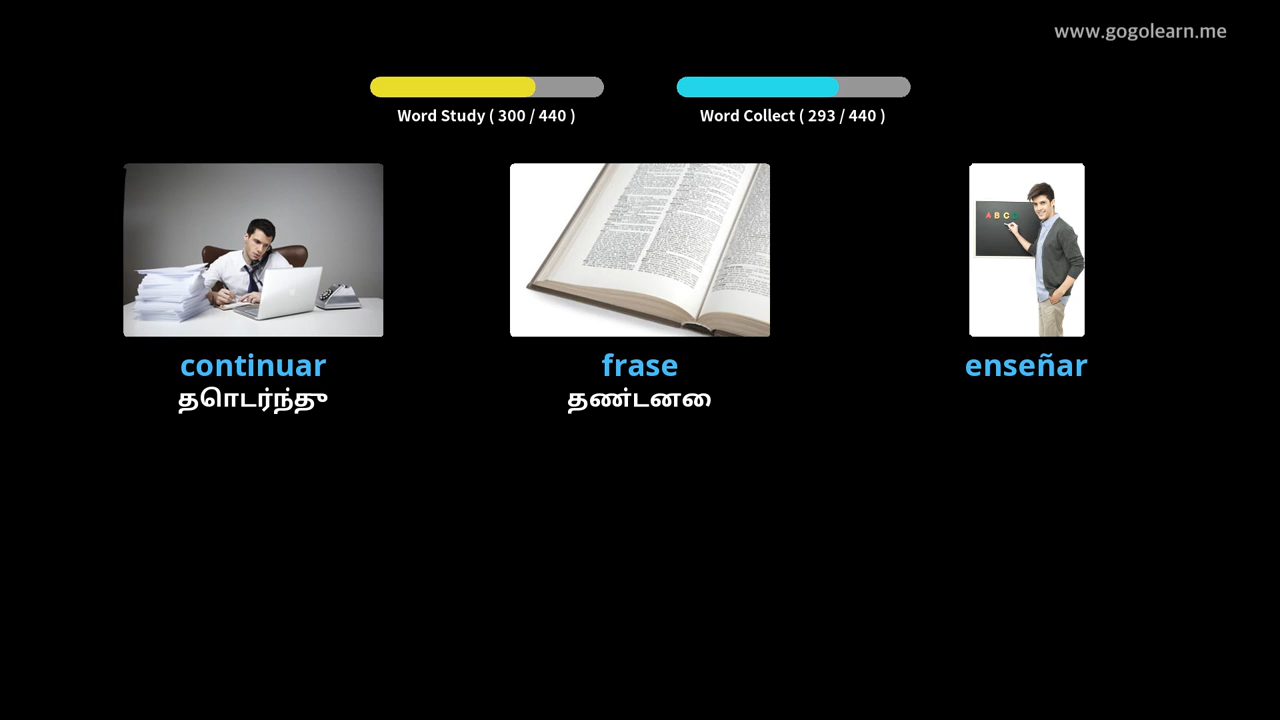 www.gogolearn.me
Word Study ( 300 / 440 )
Word Collect ( 293 / 440 )
continuar
தொடர்ந்து
frase
தண்டனை
enseñar